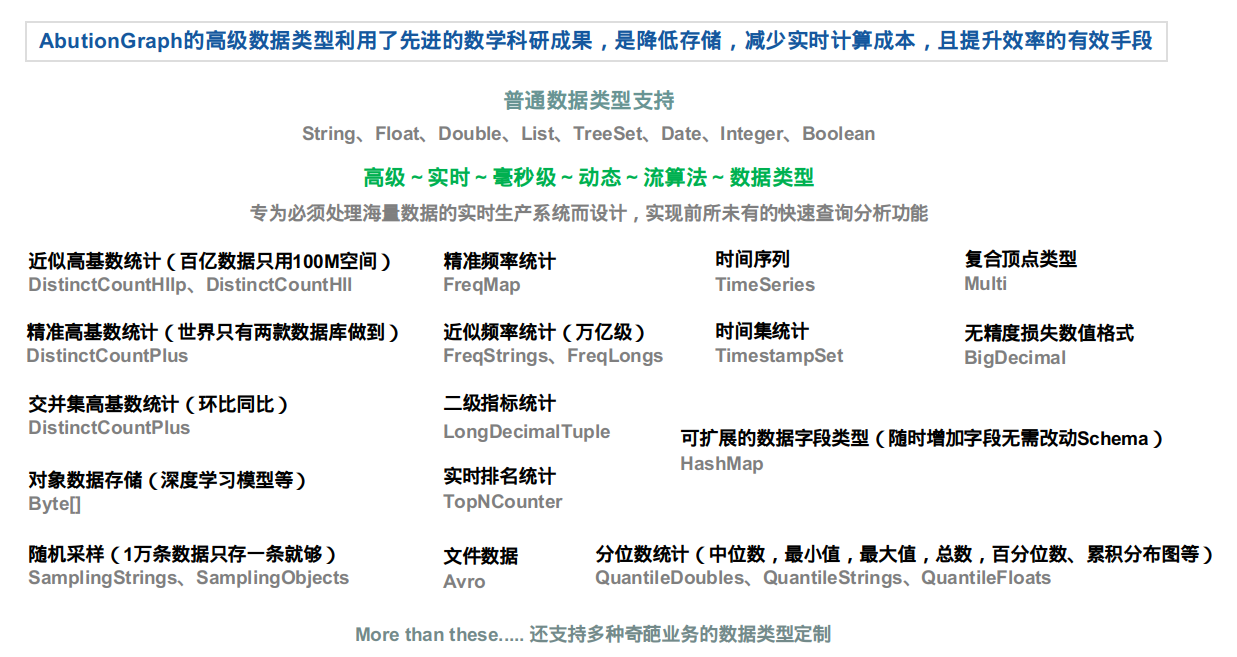 AbutionGraph的高级数据类型利用了先进的数学科研成果，是降低存储，减少实时计算成本，且提升效率的有效手段
普通数据类型支持
String、Float、Double、List、TreeSet、Date、Integer、Boolean
高级～实时～毫秒级～动态～流算法～数据类型
专为必须处理海量数据的实时生产系统而设计，实现前所未有的快速查询分析功能
近似高基数统计（百亿数据只用100M空间）
DistinctCountHllp、DistinctCountHll
精准频率统计
FreqMap
时间序列
TimeSeries
复合顶点类型
Multi
精准高基数统计（世界只有两款数据库做到）
DistinctCountPlus
近似频率统计（万亿级）
FreqStrings、FreqLongs
时间集统计
TimestampSet
无精度损失数值格式
BigDecimal
交并集高基数统计（环比同比）
DistinctCountPlus
二级指标统计
LongDecimalTuple
可扩展的数据字段类型（随时增加字段无需改动Schema）
HashMap
对象数据存储（深度学习模型等）
Byte[]
实时排名统计
TopNCounter
随机采样（1万条数据只存一条就够）
SamplingStrings、SamplingObjects
文件数据
Avro
分位数统计（中位数，最小值，最大值，总数，百分位数、累积分布图等）
QuantileDoubles、QuantileStrings、QuantileFloats
More than these..... 还支持多种奇葩业务的数据类型定制